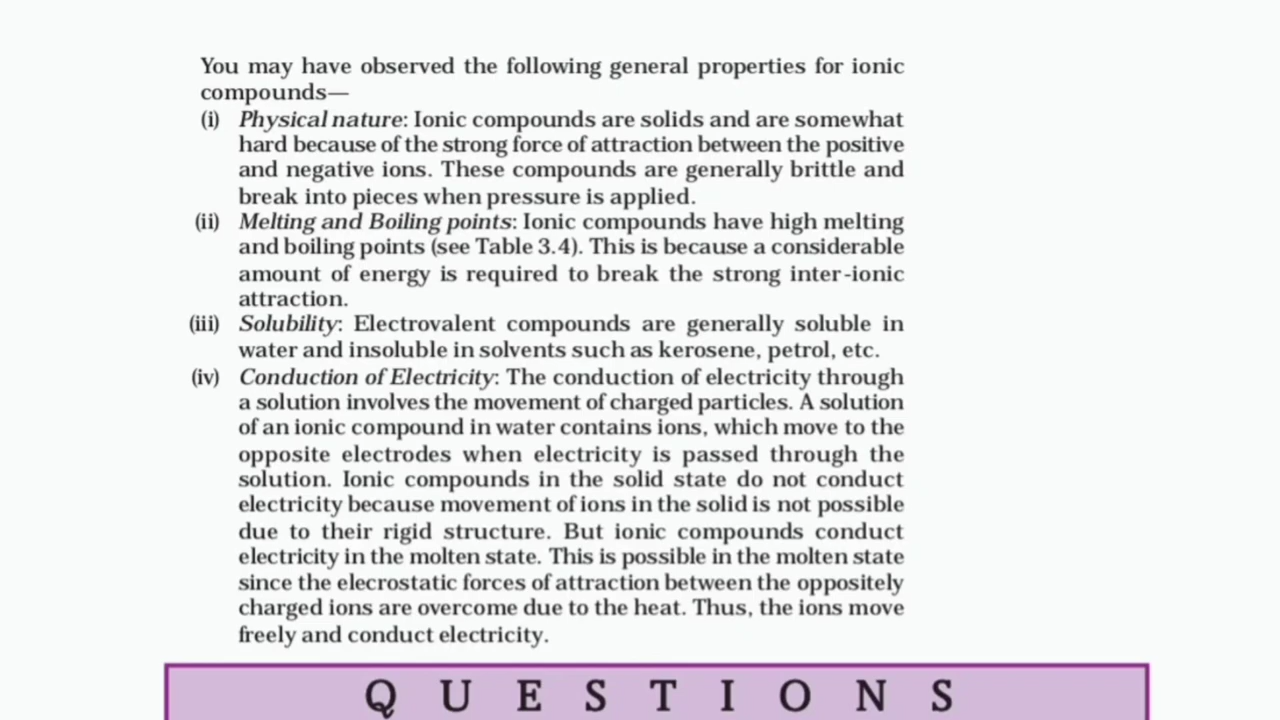 You may have observed the following general properties for ionic
compounds—
(i) Physical nature: Ionic compounds are solids and are somewhat
hard because of the strong force of attraction between the positive
and negative ions. These compounds are generally brittle and
break into pieces when pressure is applied.
(ii) Melting and Boiling points: Ionic compounds have high melting
and boiling points (see Table 3.4). This is because a considerable
amount of energy is required to break the strong inter-ionic
attraction.
(iii) Solubility: Electrovalent compounds are generally soluble in
water and insoluble in solvents such as kerosene, petrol, etc.
(iv) Conduction of Electricity: The conduction of electricity through
a solution involves the movement of charged particles. A solution
of an ionic compound in water contains ions, which move to the
opposite electrodes when electricity is passed through the
solution. Ionic compounds in the solid state do not conduct
electricity because movement of ions in the solid is not possible
due to their rigid structure. But ionic compounds conduct
electricity in the molten state. This is possible in the molten state
since the elecrostatic forces of attraction between the oppositely
charged ions are overcome due to the heat. Thus, the ions move
freely and conduct electricity.
QUESTIONS